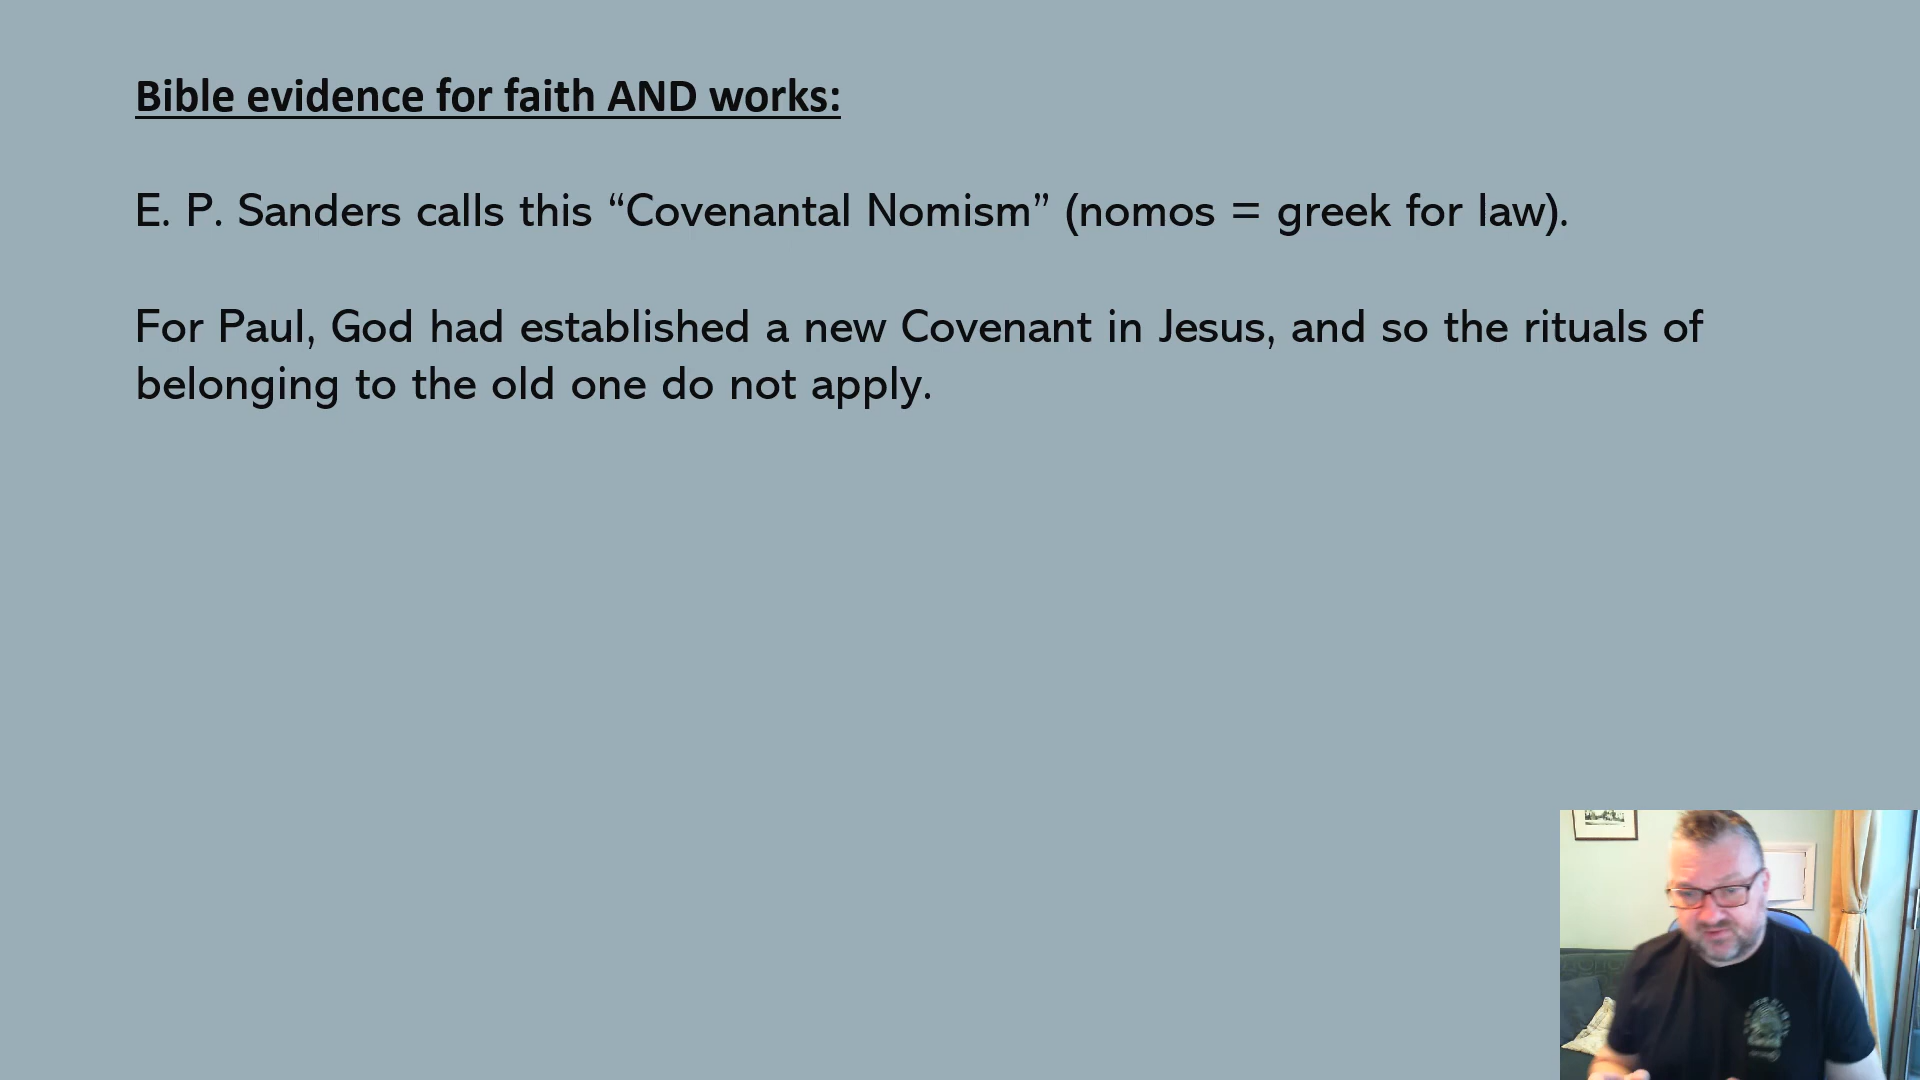 Bible evidence for faith AND works:
E. P. Sanders calls this “Covenantal Nomism” (nomos = greek for law).
For Paul, God had established a new Covenant in Jesus, and so the rituals of
belonging to the old one do not apply.